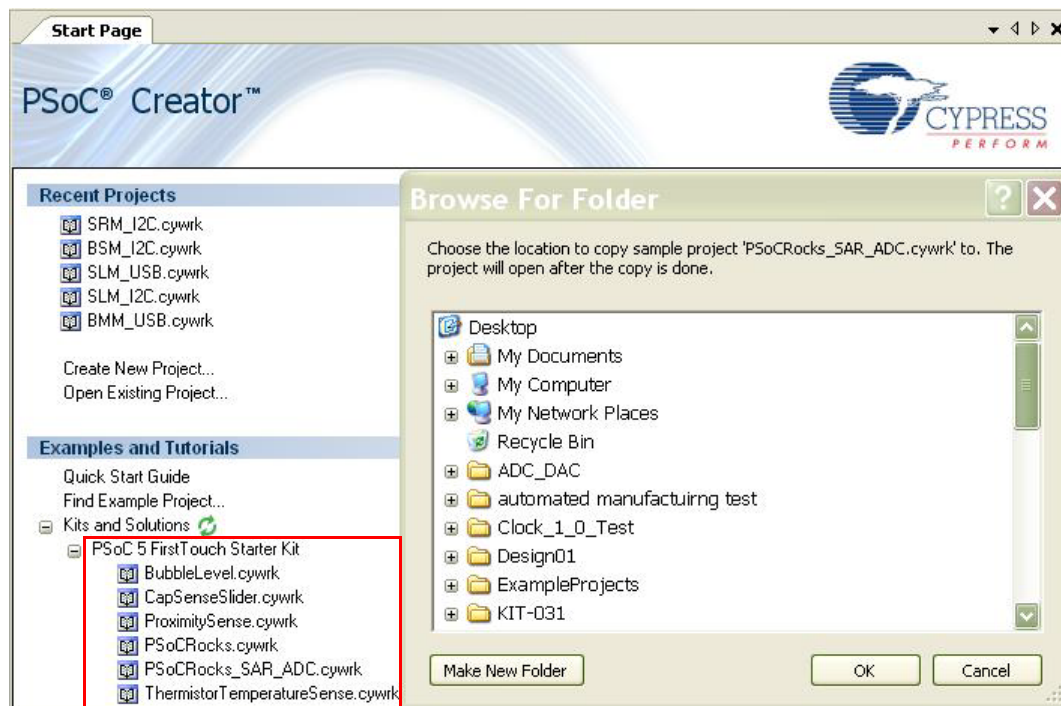 Start Page
PSoC® Creator™
CYPRESS
PERFORM
Recent Projects
SRM_I2C.cywrk
BSM_I2C.cywrk
SLM_USB.cywrk
SLM_I2C.cywrk
BMM_USB.cywrk
Create New Project...
Open Existing Project...
Examples and Tutorials
Quick Start Guide
Find Example Project...
Kits and Solutions
PSoC 5 FirstTouch Starter Kit
BubbleLevel.cywrk
CapSenseSlider.cywrk
ProximitySense.cywrk
PSoCRocks.cywrk
PSoCRocks_SAR_ADC.cywrk
ThermistorTemperatureSense.cywrk
Browse For Folder
Choose the location to copy sample project 'PSoCRocks_SAR_ADC.cywrk' to. The
project will open after the copy is done.
Desktop
My Documents
My Computer
My Network Places
Recycle Bin
ADC_DAC
automated manufactuirng test
Clock_1_0_Test
Design01
ExampleProjects
KIT-031
Make New Folder
OK
Cancel